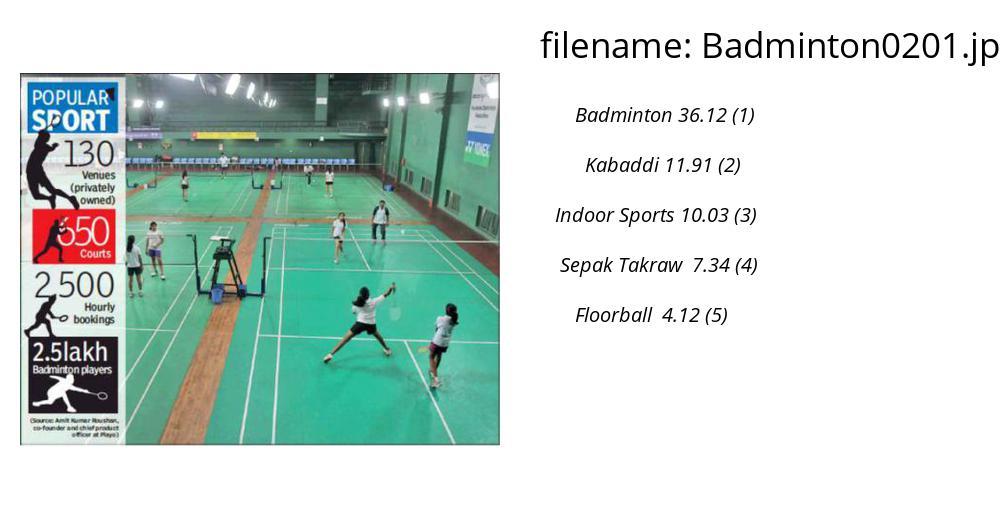 filename: Badminton0201.jp
POPULAR
SPORT
130
Venues
(privately
owned)
650
Courts
2,500
Hourly
bookings
2.5lakh
Badminton players
(Source: Amit Kumar Roushan,
co-founder and chief product
officer at Playo)
YONEX
Badminton 36.12 (1)
Kabaddi 11.91 (2)
Indoor Sports 10.03 (3)
Sepak Takraw 7.34 (4)
Floorball 4.12 (5)